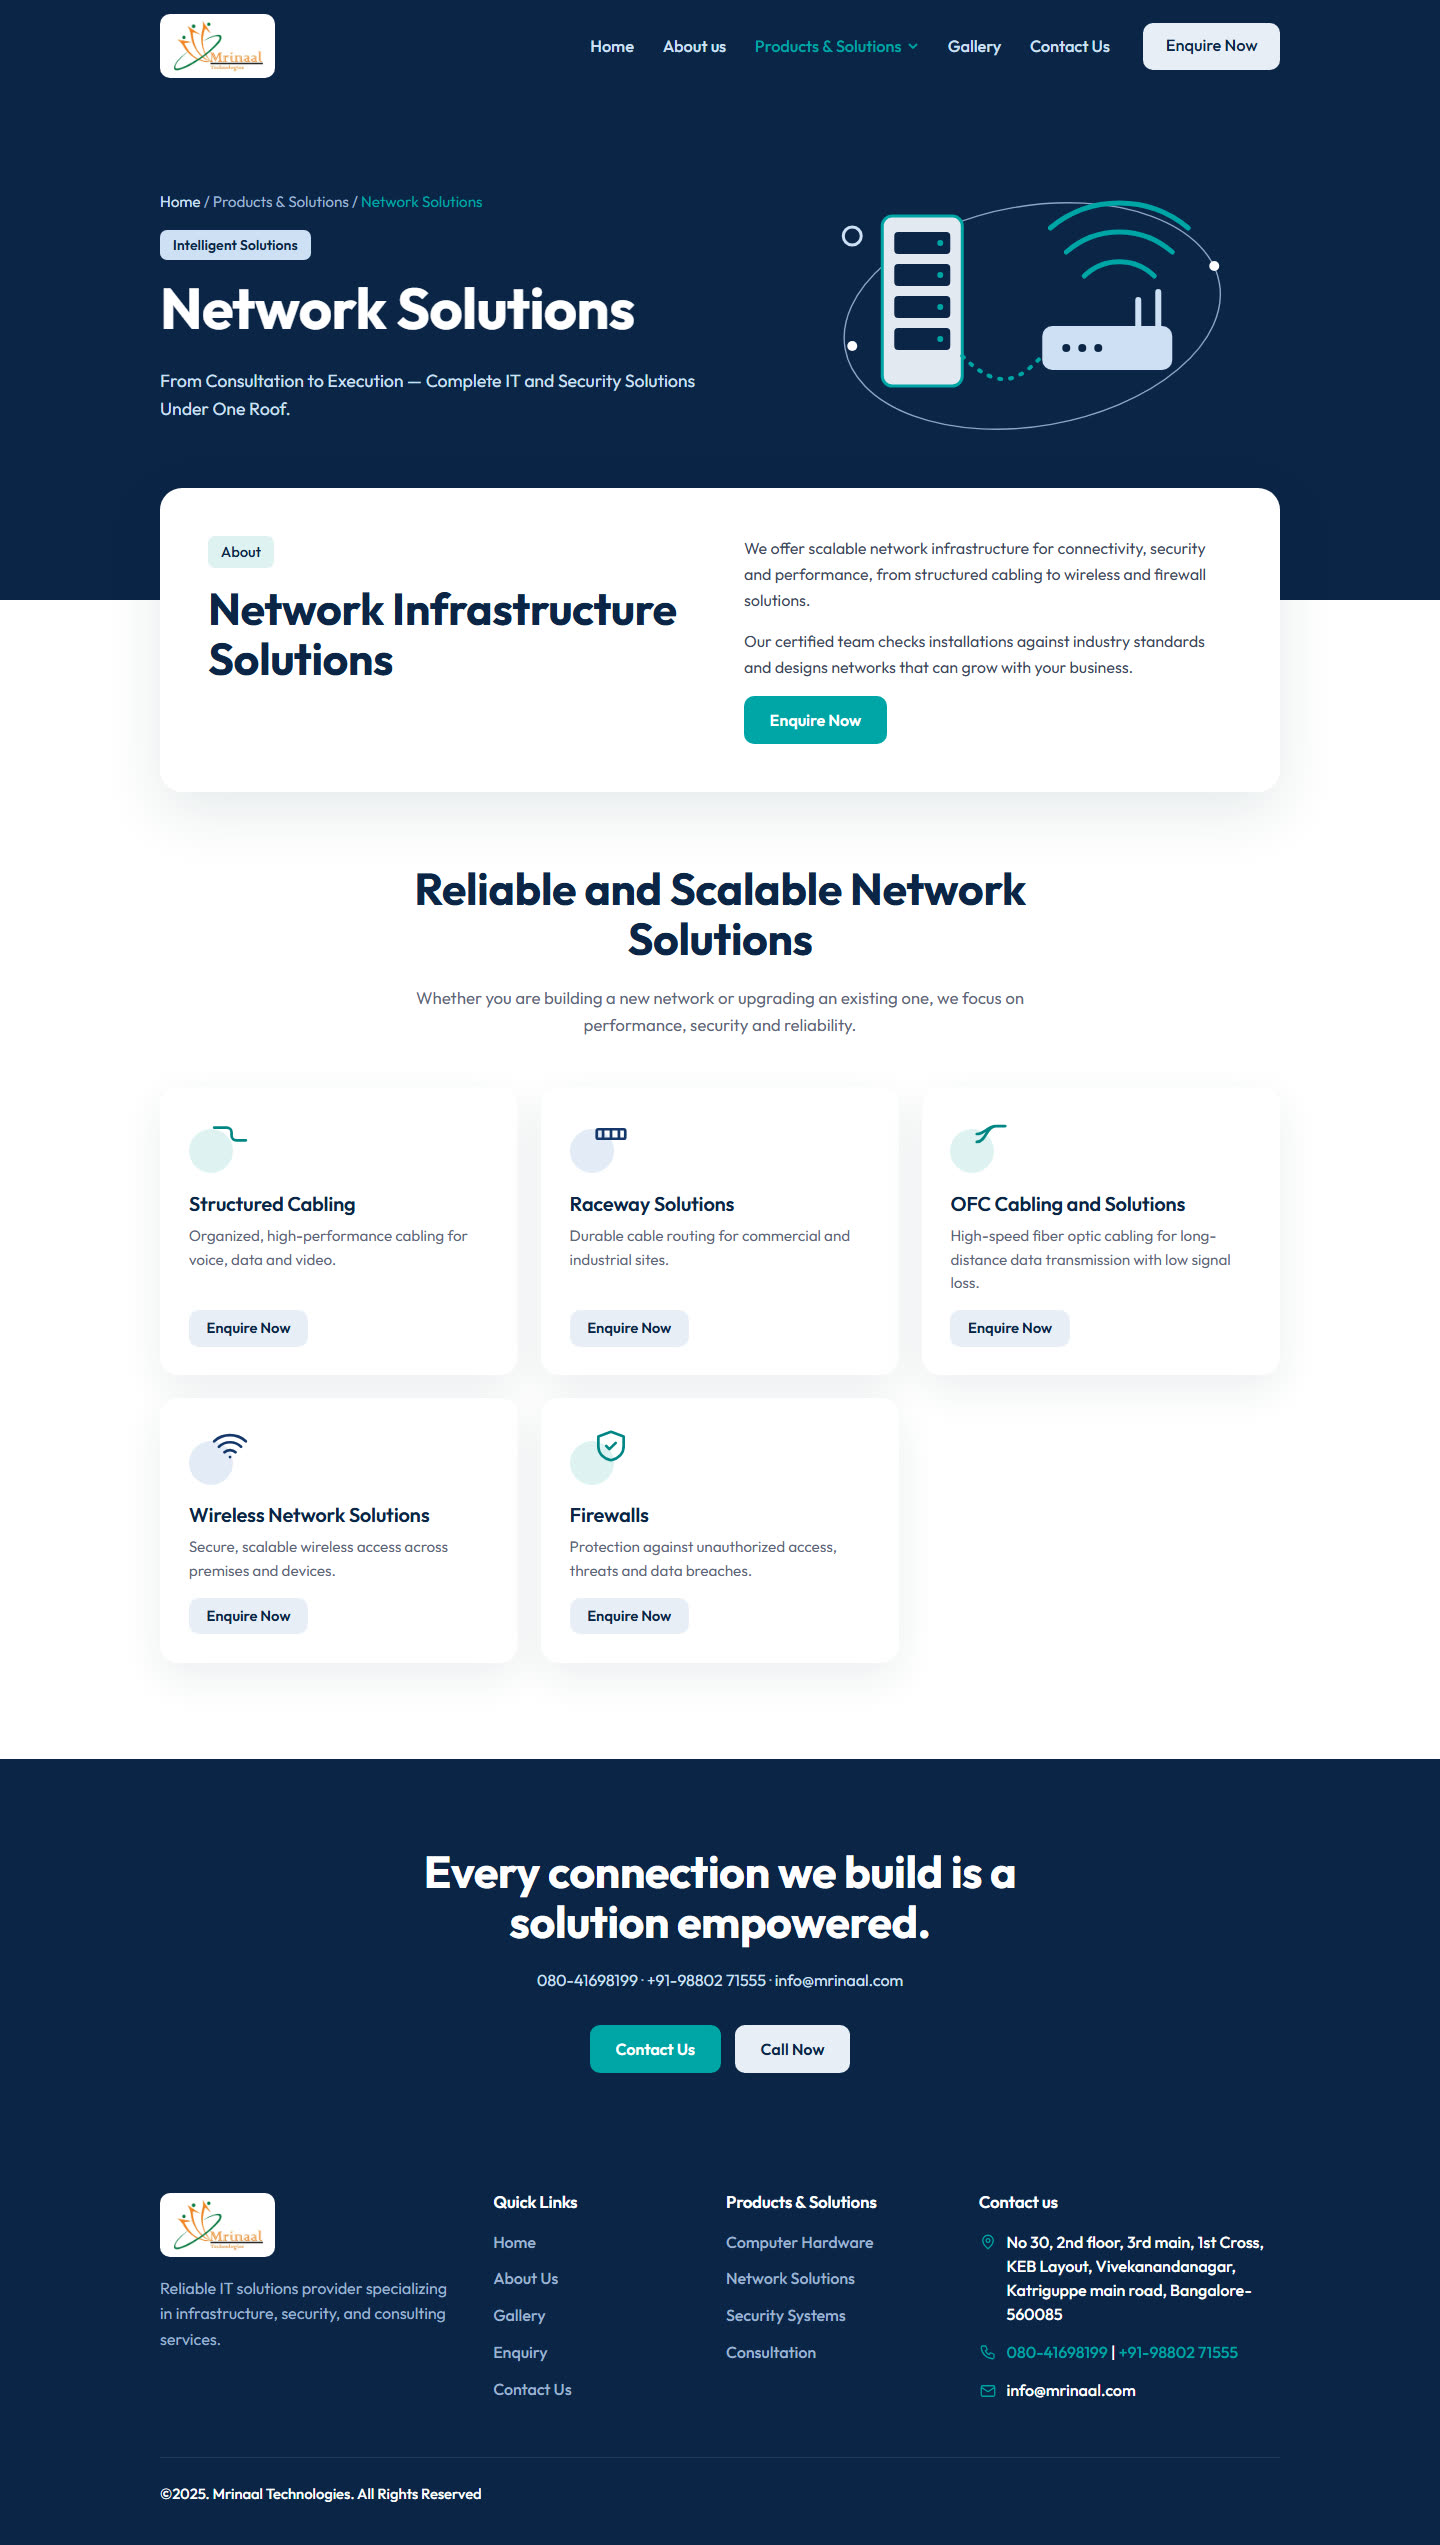 Mrinaal
Technologies
Home
About us
Products & Solutions
Gallery
Contact Us
Enquire Now
Home / Products & Solutions / Network Solutions
Intelligent Solutions
Network Solutions
From Consultation to Execution — Complete IT and Security Solutions
Under One Roof.
About
Network Infrastructure
Solutions
We offer scalable network infrastructure for connectivity, security
and performance, from structured cabling to wireless and firewall
solutions.
Our certified team checks installations against industry standards
and designs networks that can grow with your business.
Enquire Now
Reliable and Scalable Network
Solutions
Whether you are building a new network or upgrading an existing one, we focus on
performance, security and reliability.
Structured Cabling
Organized, high-performance cabling for
voice, data and video.
Enquire Now
Raceway Solutions
Durable cable routing for commercial and
industrial sites.
Enquire Now
OFC Cabling and Solutions
High-speed fiber optic cabling for long-
distance data transmission with low signal
loss.
Enquire Now
Wireless Network Solutions
Secure, scalable wireless access across
premises and devices.
Enquire Now
Firewalls
Protection against unauthorized access,
threats and data breaches.
Enquire Now
Every connection we build is a
solution empowered.
080-41698199 · +91-98802 71555 · info@mrinaal.com
Contact Us
Call Now
Mrinaal
Technologies
Reliable IT solutions provider specializing
in infrastructure, security, and consulting
services.
Quick Links
Home
About Us
Gallery
Enquiry
Contact Us
Products & Solutions
Computer Hardware
Network Solutions
Security Systems
Consultation
Contact us
No 30, 2nd floor, 3rd main, 1st Cross,
KEB Layout, Vivekanandanagar,
Katriguppe main road, Bangalore-
560085
080-41698199 | +91-98802 71555
info@mrinaal.com
©2025. Mrinaal Technologies. All Rights Reserved